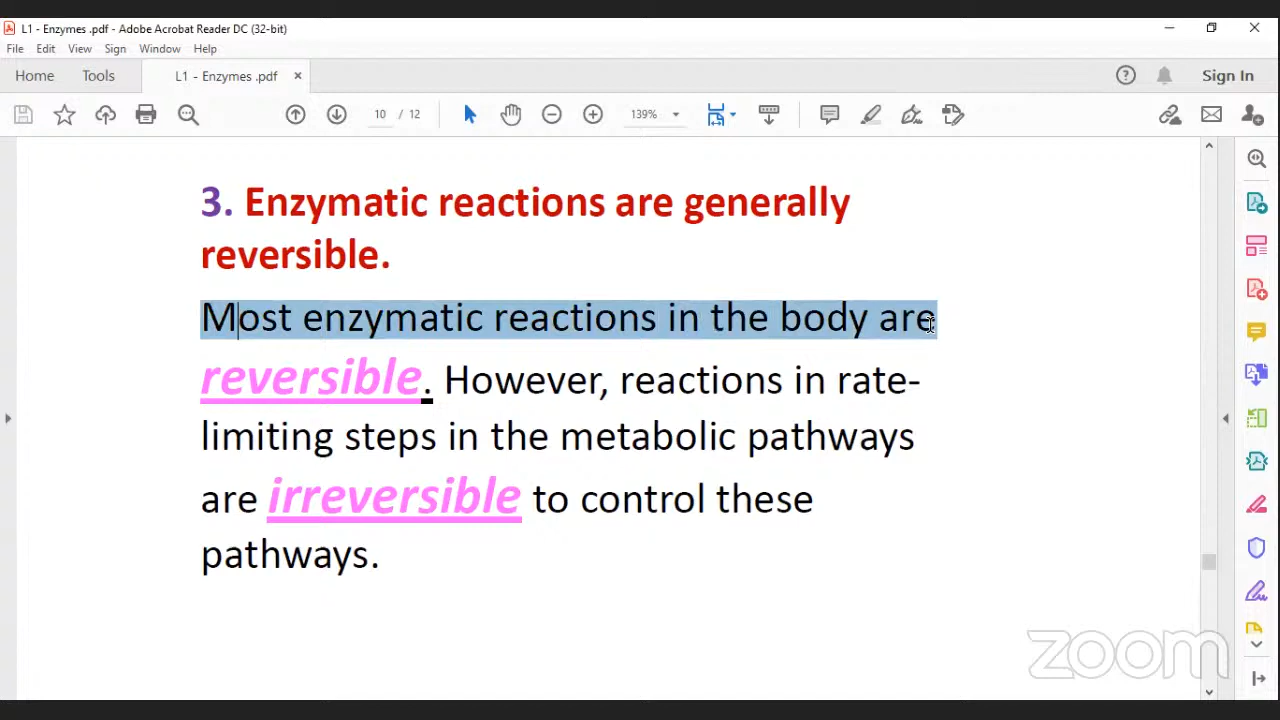 L1 - Enzymes .pdf - Adobe Acrobat Reader DC (32-bit)
File Edit View Sign Window Help
Home Tools L1 - Enzymes .pdf × Sign In
10 / 12 139%
3. Enzymatic reactions are generally
reversible.
Most enzymatic reactions in the body are
reversible. However, reactions in rate-
limiting steps in the metabolic pathways
are irreversible to control these
pathways.
zoom